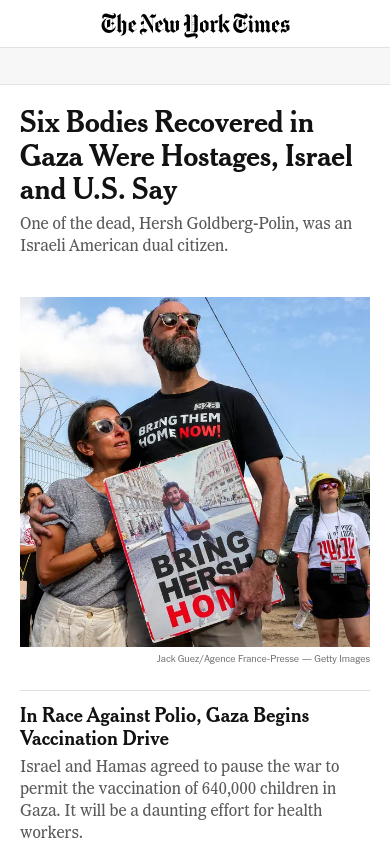 The New York Times
Six Bodies Recovered in
Gaza Were Hostages, Israel
and U.S. Say
One of the dead, Hersh Goldberg-Polin, was an
Israeli American dual citizen.
328
BRING THEM
HOME NOW!
BRING
HERSH
HOM
Jack Guez/Agence France-Presse — Getty Images
In Race Against Polio, Gaza Begins
Vaccination Drive
Israel and Hamas agreed to pause the war to
permit the vaccination of 640,000 children in
Gaza. It will be a daunting effort for health
workers.